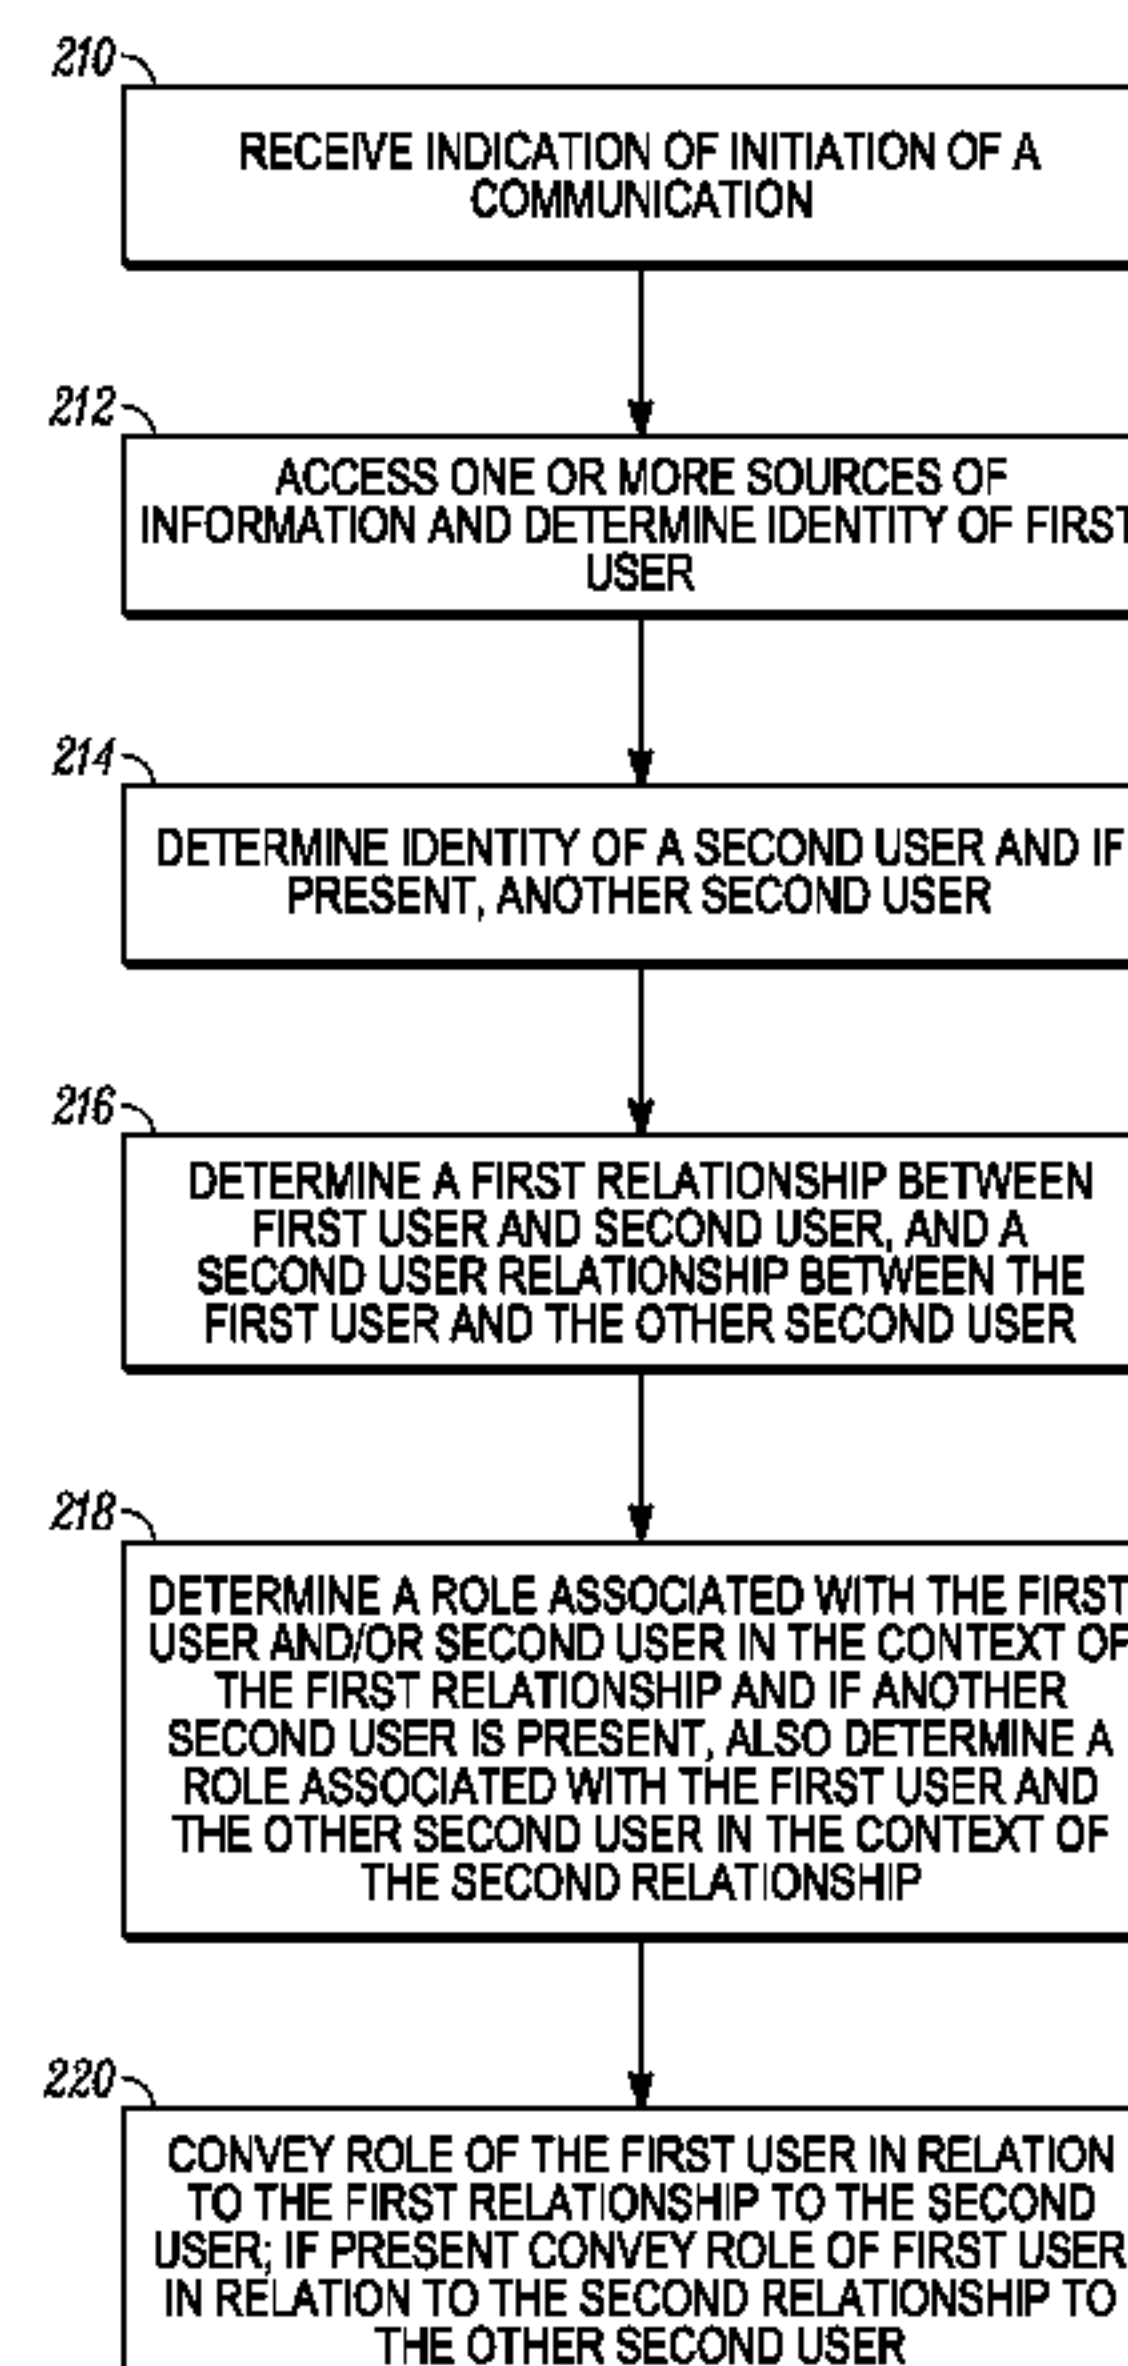 210
RECEIVE INDICATION OF INITIATION OF A
COMMUNICATION
212
ACCESS ONE OR MORE SOURCES OF
INFORMATION AND DETERMINE IDENTITY OF FIRST
USER
214
DETERMINE IDENTITY OF A SECOND USER AND IF
PRESENT, ANOTHER SECOND USER
216
DETERMINE A FIRST RELATIONSHIP BETWEEN
FIRST USER AND SECOND USER, AND A
SECOND USER RELATIONSHIP BETWEEN THE
FIRST USER AND THE OTHER SECOND USER
218
DETERMINE A ROLE ASSOCIATED WITH THE FIRST
USER AND/OR SECOND USER IN THE CONTEXT OF
THE FIRST RELATIONSHIP AND IF ANOTHER
SECOND USER IS PRESENT, ALSO DETERMINE A
ROLE ASSOCIATED WITH THE FIRST USER AND
THE OTHER SECOND USER IN THE CONTEXT OF
THE SECOND RELATIONSHIP
220
CONVEY ROLE OF THE FIRST USER IN RELATION
TO THE FIRST RELATIONSHIP TO THE SECOND
USER; IF PRESENT CONVEY ROLE OF FIRST USER
IN RELATION TO THE SECOND RELATIONSHIP TO
THE OTHER SECOND USER